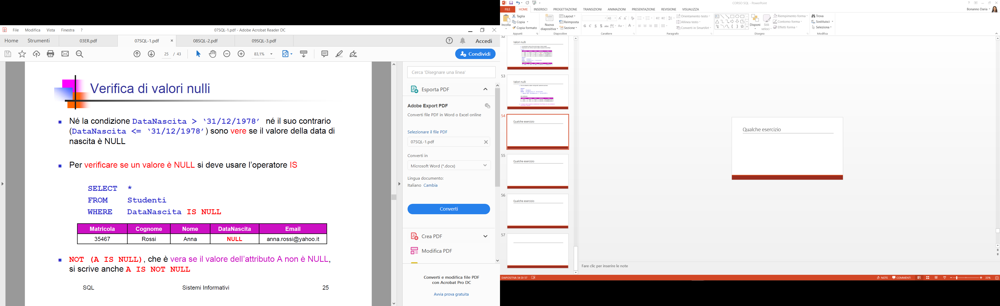 File Modifica Vista Finestra ?
07SQL-1.pdf - Adobe Acrobat Reader DC
Home Strumenti 03ER.pdf 07SQL-1.pdf × 08SQL-2.pdf 09SQL-3.pdf
Accedi
25 / 43
83,1%
Condividi
Verifica di valori nulli
Né la condizione DataNascita > ‘31/12/1978’ né il suo contrario
(DataNascita <= ‘31/12/1978’) sono vere se il valore della data di
nascita è NULL
Per verificare se un valore è NULL si deve usare l’operatore IS
SELECT *
FROM Studenti
WHERE DataNascita IS NULL
Matricola Cognome Nome DataNascita Email
35467 Rossi Anna NULL anna.rossi@yahoo.it
NOT (A IS NULL), che è vera se il valore dell’attributo A non è NULL,
si scrive anche A IS NOT NULL
SQL Sistemi Informativi 25
Cerca 'Disegnare una linea'
Esporta PDF
Adobe Export PDF
Converti file PDF in Word o Excel online
Selezionare il file PDF
07SQL-1.pdf
Converti in
Microsoft Word (*.docx)
Lingua documento:
Italiano Cambia
Converti
Crea PDF
Modifica PDF
Converti e modifica file PDF
con Acrobat Pro DC
Avvia prova gratuita
CORSO SQL - PowerPoint
FILE HOME INSERISCI PROGETTAZIONE TRANSIZIONI ANIMAZIONI PRESENTAZIONE REVISIONE VISUALIZZA
Bonanno Daria
Incolla
Taglia
Copia
Copia formato
Appunti
Nuova
diapositiva
Layout
Reimposta
Sezione
Diapositive
48
G C S S abc AV Aa A
Carattere
Orientamento testo
Allinea testo
Converti in SmartArt
Paragrafo
Disponi
Stili
veloci
Riempimento forma
Contorno forma
Effetti forma
Disegno
Trova
Sostituisci
Seleziona
Modifica
52
Valori nulli
53
Valori nulli
54
Qualche esercizio
55
Qualche esercizio
56
Qualche esercizio
57
Qualche esercizio
Fare clic per inserire le note
DIAPOSITIVA 54 DI 57
NOTE COMMENTI
33%